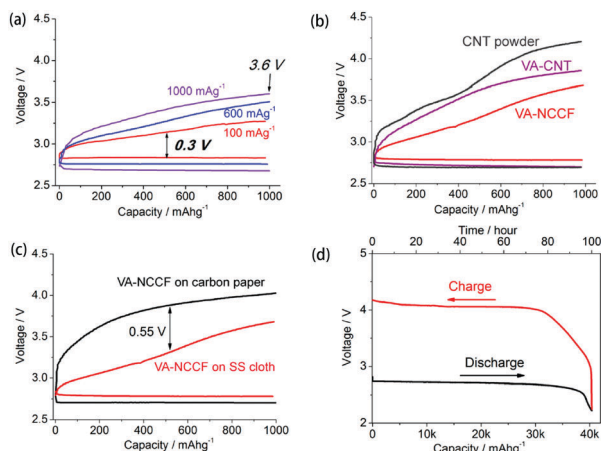 (a)
4.0
3.5
3.0
2.5
Voltage / V
0
200
400
600
800
1000
Capacity / mAhg⁻¹
3.6 V
1000 mAg⁻¹
600 mAg⁻¹
100 mAg⁻¹
0.3 V
(b)
4.5
4.0
3.5
3.0
2.5
Voltage / V
0
200
400
600
800
1000
Capacity / mAhg⁻¹
CNT powder
VA-CNT
VA-NCCF
(c)
4.5
4.0
3.5
3.0
2.5
Voltage / V
0
200
400
600
800
1000
Capacity / mAhg⁻¹
VA-NCCF on carbon paper
0.55 V
VA-NCCF on SS cloth
(d)
Time / hour
0
20
40
60
80
100
5
4
3
2
Voltage / V
Charge
Discharge
0
10k
20k
30k
40k
Capacity / mAhg⁻¹